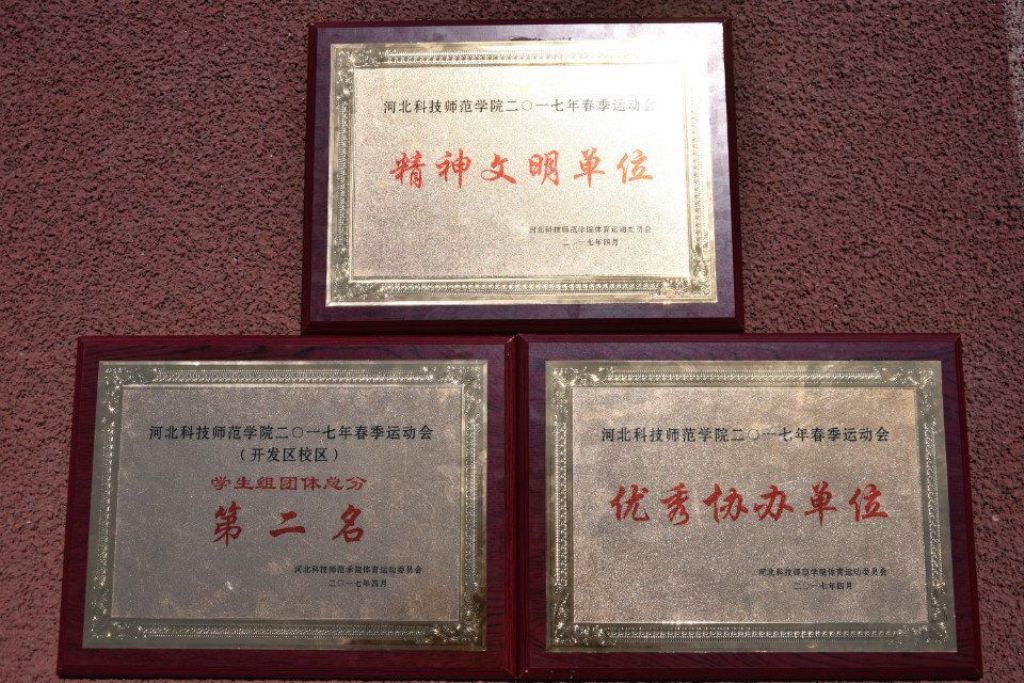 河北科技师范学院二〇一七年春季运动会
精神文明单位
河北科技师范学院体育运动委员会
二〇一七年四月
河北科技师范学院二〇一七年春季运动会
（开发区校区）
学生组团体总分
第二名
河北科技师范学院体育运动委员会
二〇一七年四月
河北科技师范学院二〇一七年春季运动会
优秀协办单位
河北科技师范学院体育运动委员会
二〇一七年四月